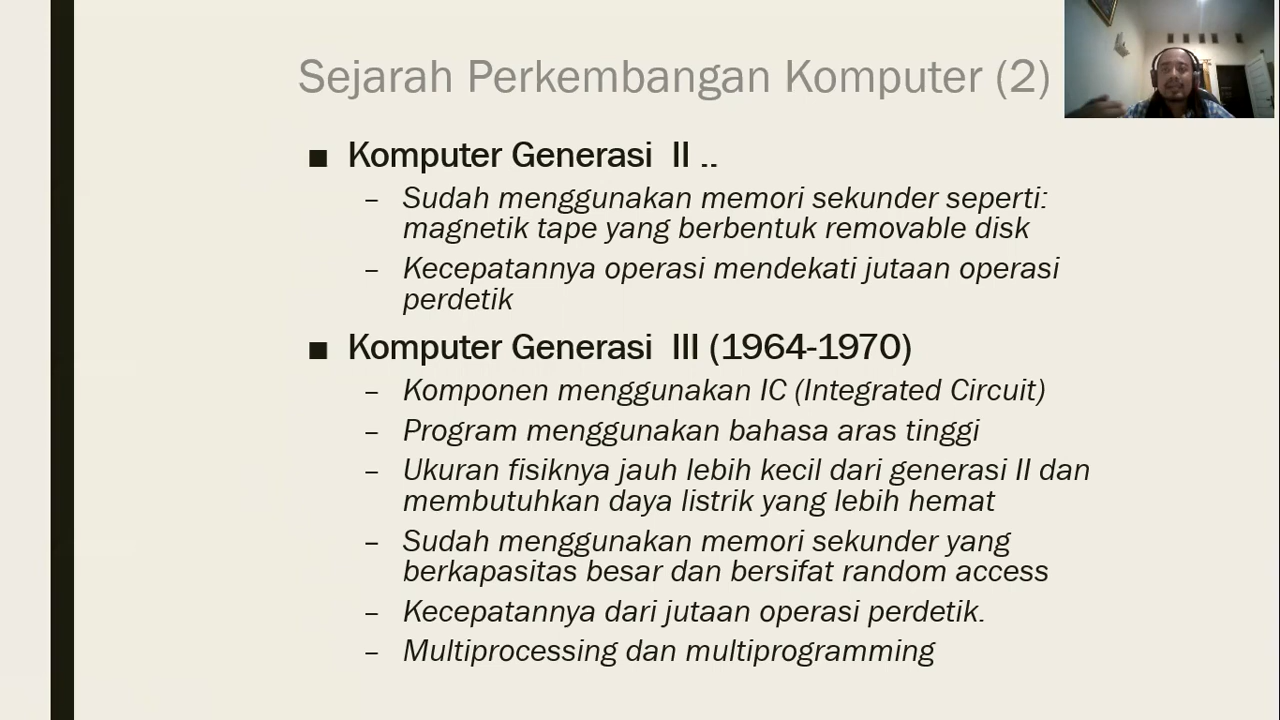 Sejarah Perkembangan Komputer (2)
■ Komputer Generasi II ..
– Sudah menggunakan memori sekunder seperti:
magnetik tape yang berbentuk removable disk
– Kecepatannya operasi mendekati jutaan operasi
perdetik
■ Komputer Generasi III (1964-1970)
– Komponen menggunakan IC (Integrated Circuit)
– Program menggunakan bahasa aras tinggi
– Ukuran fisiknya jauh lebih kecil dari generasi II dan
membutuhkan daya listrik yang lebih hemat
– Sudah menggunakan memori sekunder yang
berkapasitas besar dan bersifat random access
– Kecepatannya dari jutaan operasi perdetik.
– Multiprocessing dan multiprogramming